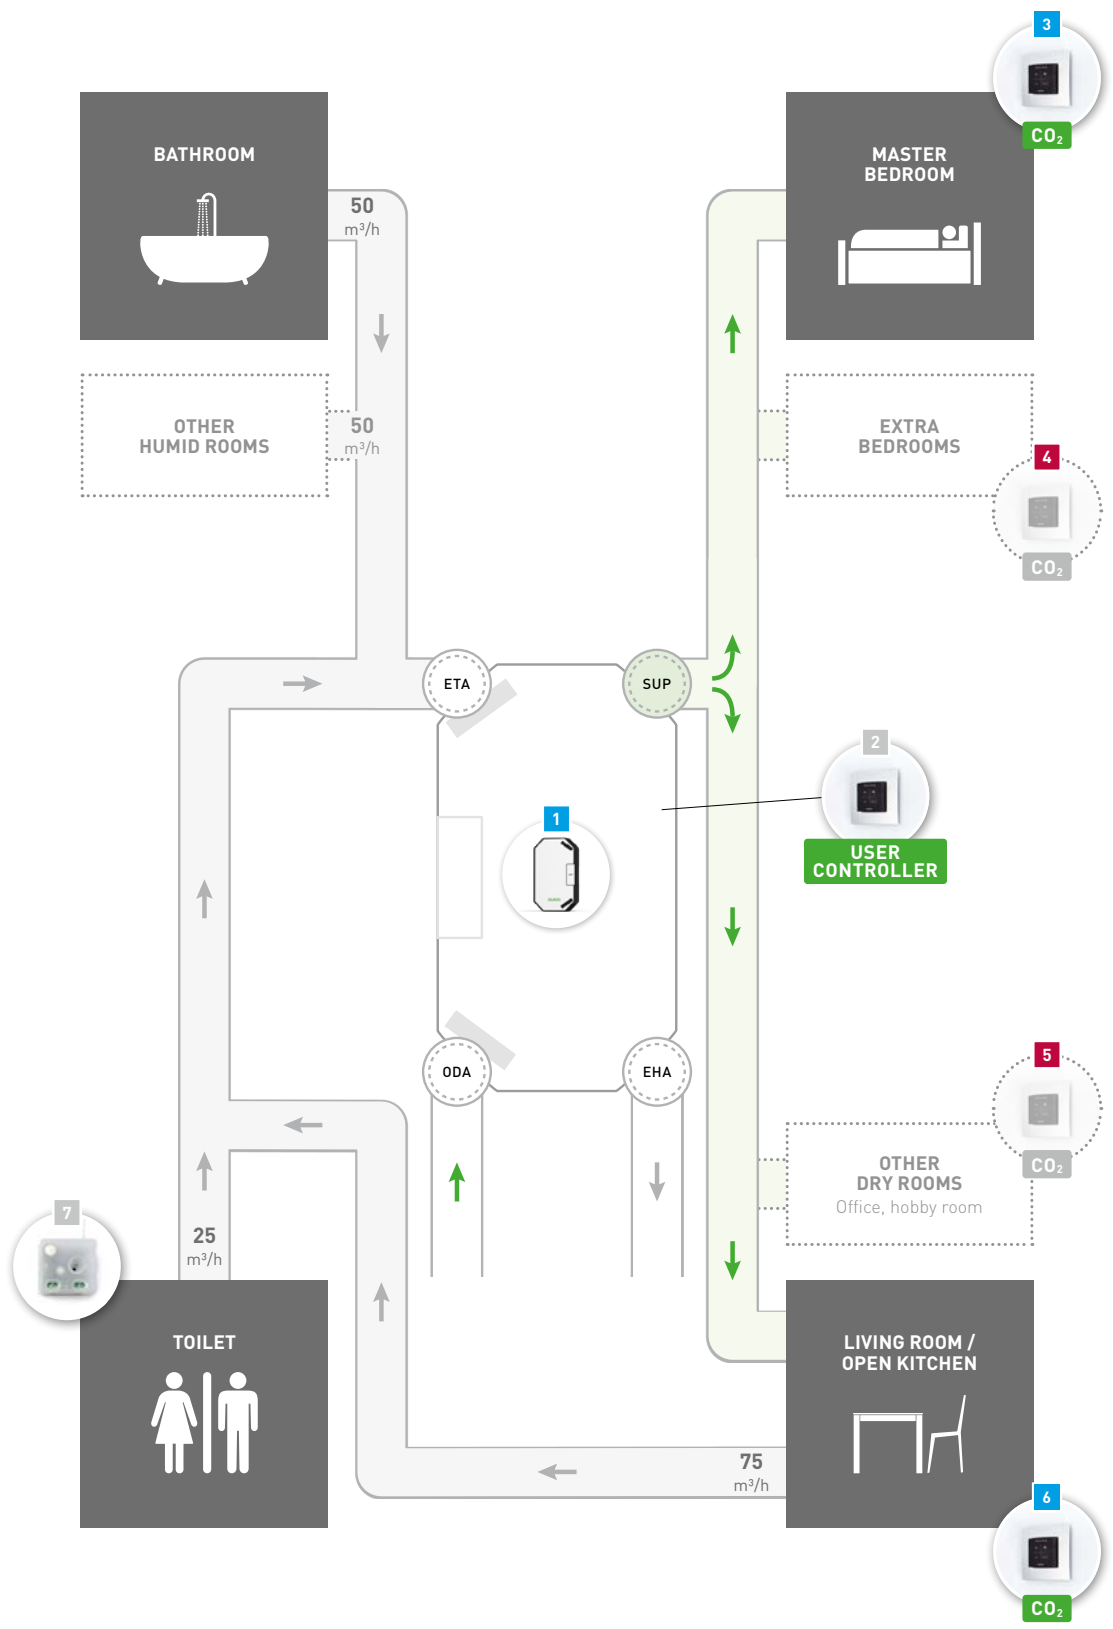 3
CO₂
BATHROOM
MASTER
BEDROOM
50
m³/h
OTHER
HUMID ROOMS
50
m³/h
EXTRA
BEDROOMS
4
CO₂
ETA
SUP
2
USER
CONTROLLER
1
ODA
EHA
5
CO₂
OTHER
DRY ROOMS
Office, hobby room
7
25
m³/h
TOILET
LIVING ROOM /
OPEN KITCHEN
75
m³/h
6
CO₂